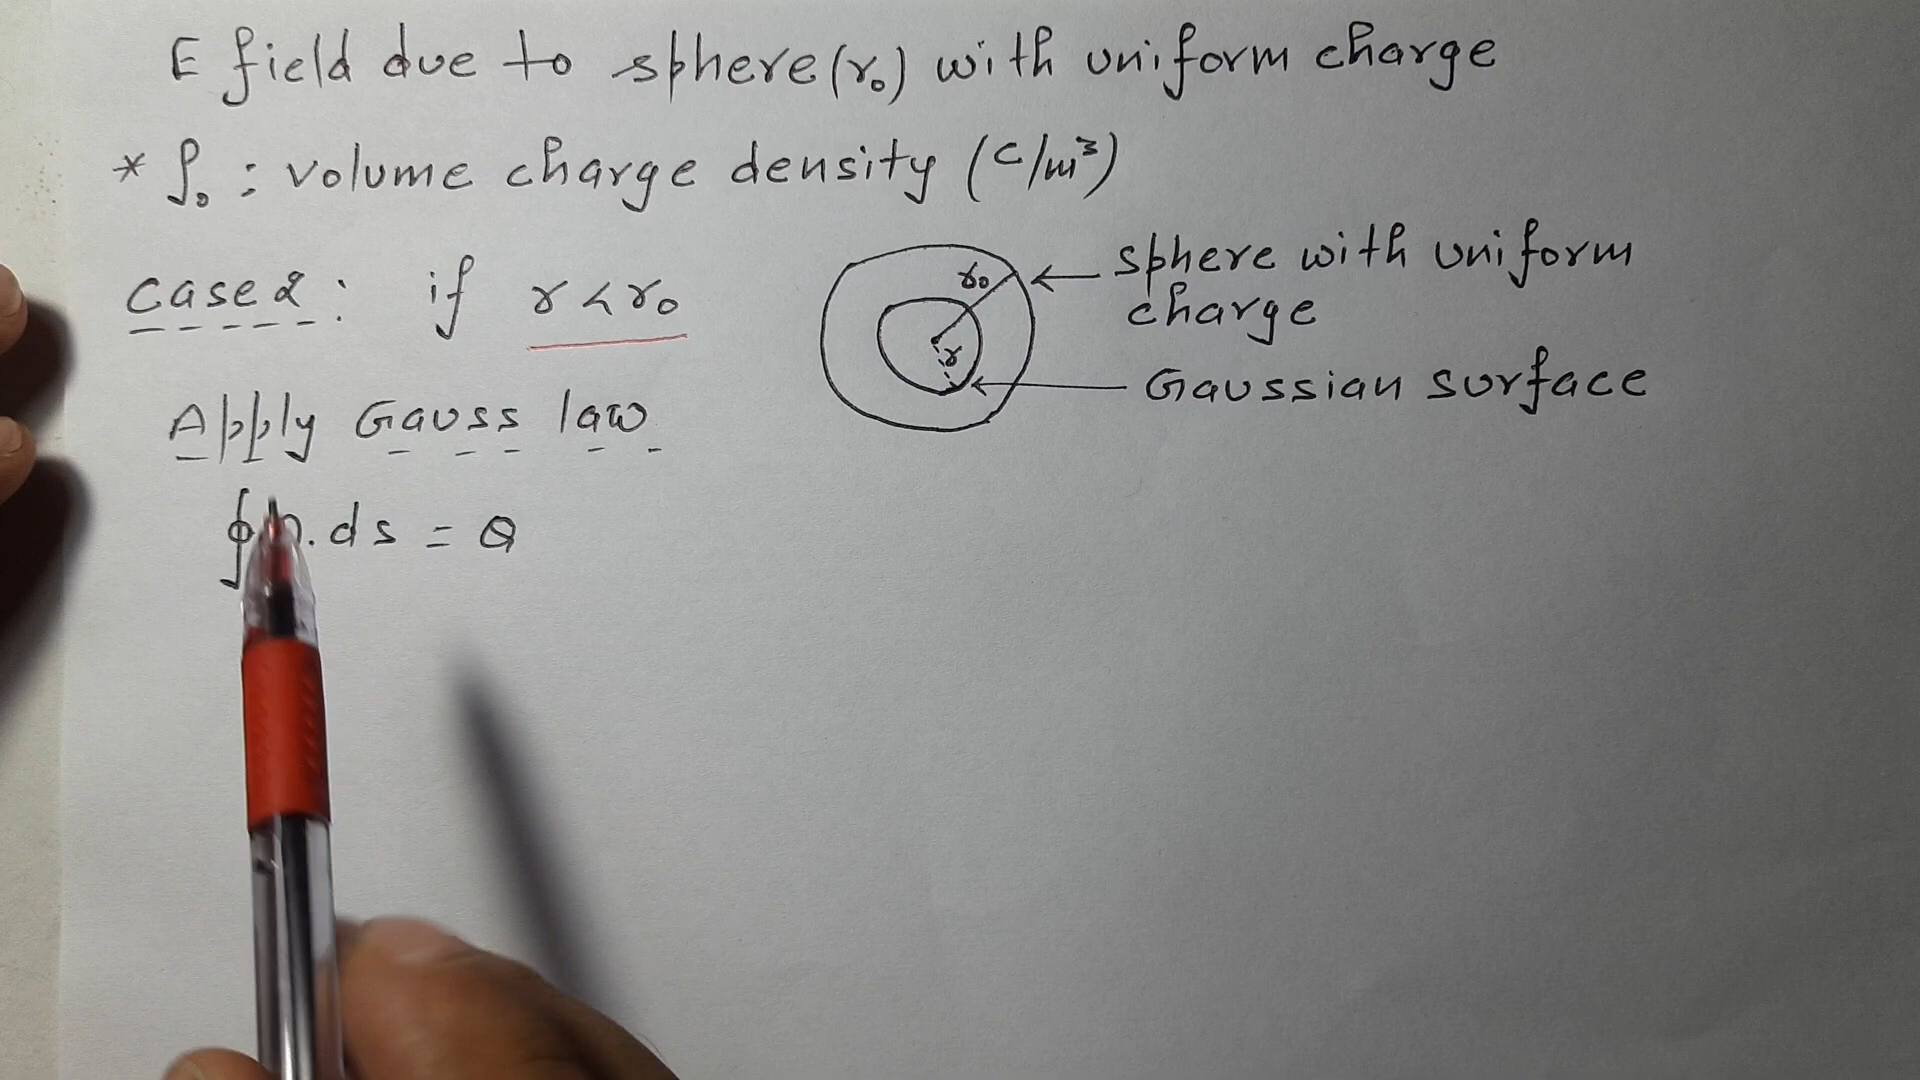 E field due to sphere(r₀) with uniform charge
* ρ₀ : volume charge density (C/m³)
case 2 : if r < r₀
r₀
r
sphere with uniform
charge
Gaussian surface
Apply Gauss law
∮D.ds = Q